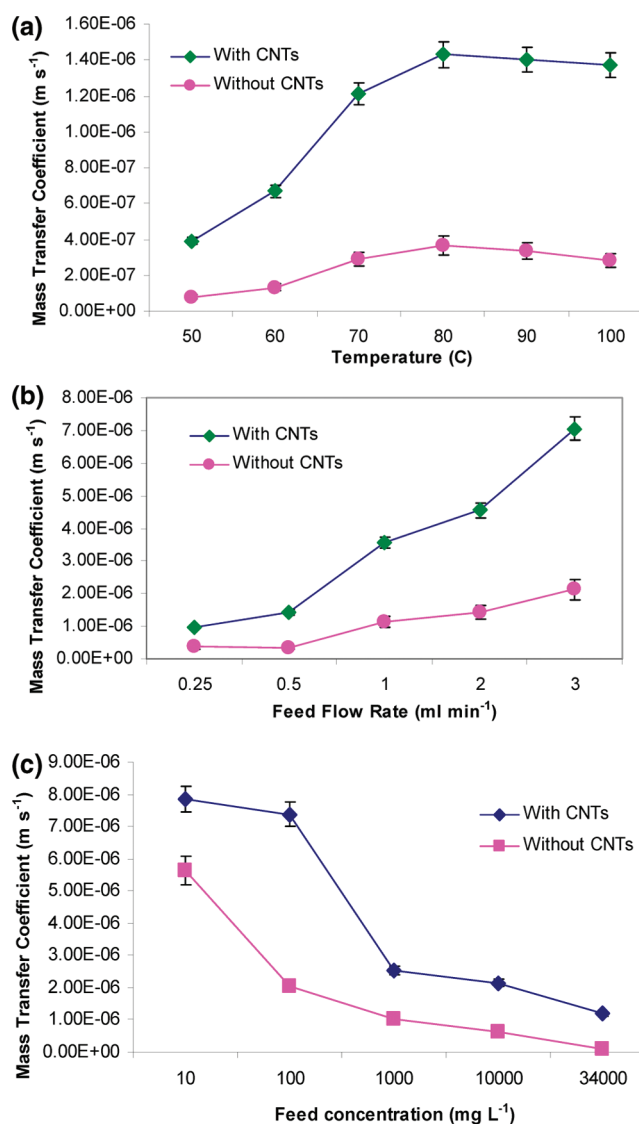 (a)
1.60E-06
1.40E-06
1.20E-06
1.00E-06
8.00E-07
6.00E-07
4.00E-07
2.00E-07
0.00E+00
Mass Transfer Coefficient (m s⁻¹)
With CNTs
Without CNTs
50 60 70 80 90 100
Temperature (C)
(b)
8.00E-06
7.00E-06
6.00E-06
5.00E-06
4.00E-06
3.00E-06
2.00E-06
1.00E-06
0.00E+00
Mass Transfer Coefficient (m s⁻¹)
With CNTs
Without CNTs
0.25 0.5 1 2 3
Feed Flow Rate (ml min⁻¹)
(c)
9.00E-06
8.00E-06
7.00E-06
6.00E-06
5.00E-06
4.00E-06
3.00E-06
2.00E-06
1.00E-06
0.00E+00
Mass Transfer Coefficient (m s⁻¹)
With CNTs
Without CNTs
10 100 1000 10000 34000
Feed concentration (mg L⁻¹)